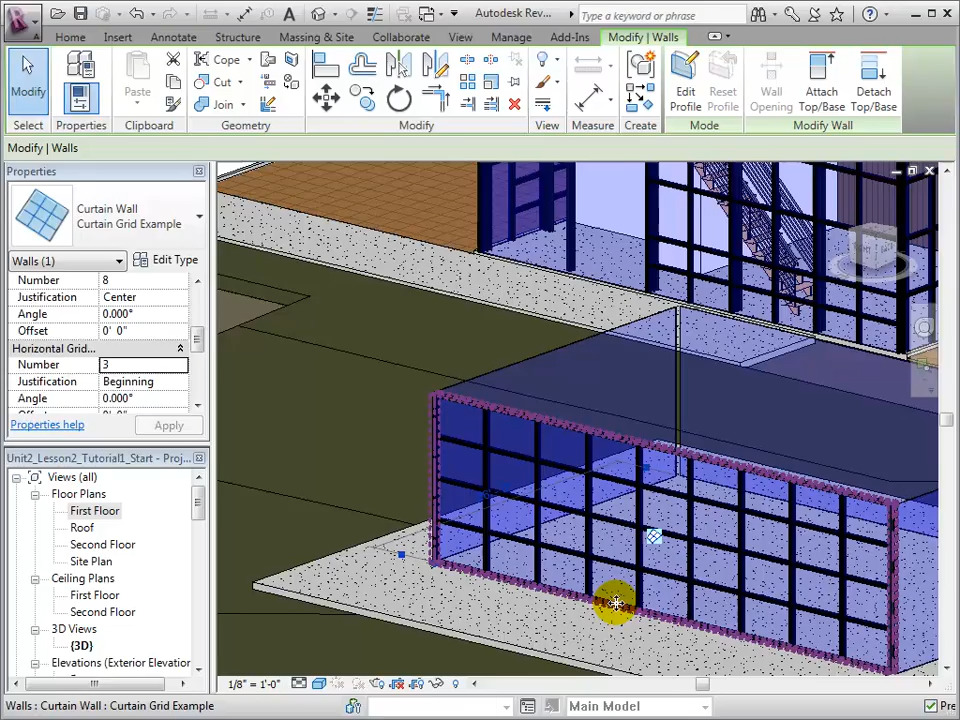 Autodesk Rev...
Type a keyword or phrase
Home Insert Annotate Structure Massing & Site Collaborate View Manage Add-Ins Modify | Walls
Modify
Paste
Cope
Cut
Join
Edit Profile
Reset Profile
Wall Opening
Attach Top/Base
Detach Top/Base
Select Properties Clipboard Geometry Modify View Measure Create Mode Modify Wall
Modify | Walls
Properties
Curtain Wall
Curtain Grid Example
Walls (1)
Edit Type
Number 8
Justification Center
Angle 0.000°
Offset 0' 0"
Horizontal Grid...
Number 3
Justification Beginning
Angle 0.000°
Properties help
Apply
Unit2_Lesson2_Tutorial1_Start - Proj...
Views (all)
Floor Plans
First Floor
Roof
Second Floor
Site Plan
Ceiling Plans
First Floor
Second Floor
3D Views
{3D}
Elevations (Exterior Elevation
1/8" = 1'-0"
Walls : Curtain Wall : Curtain Grid Example
Main Model
Pre